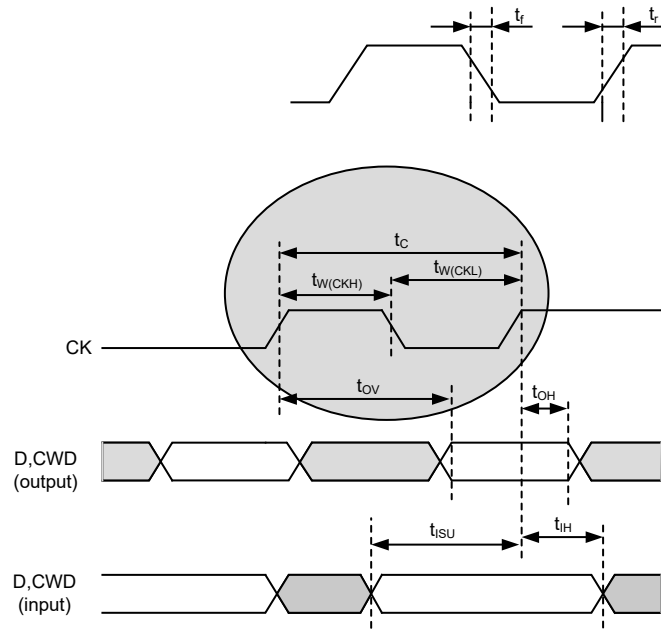 tf
tr
tC
tW(CKH)
tW(CKL)
CK
tOV
tOH
D,CWD
(output)
tISU
tIH
D,CWD
(input)